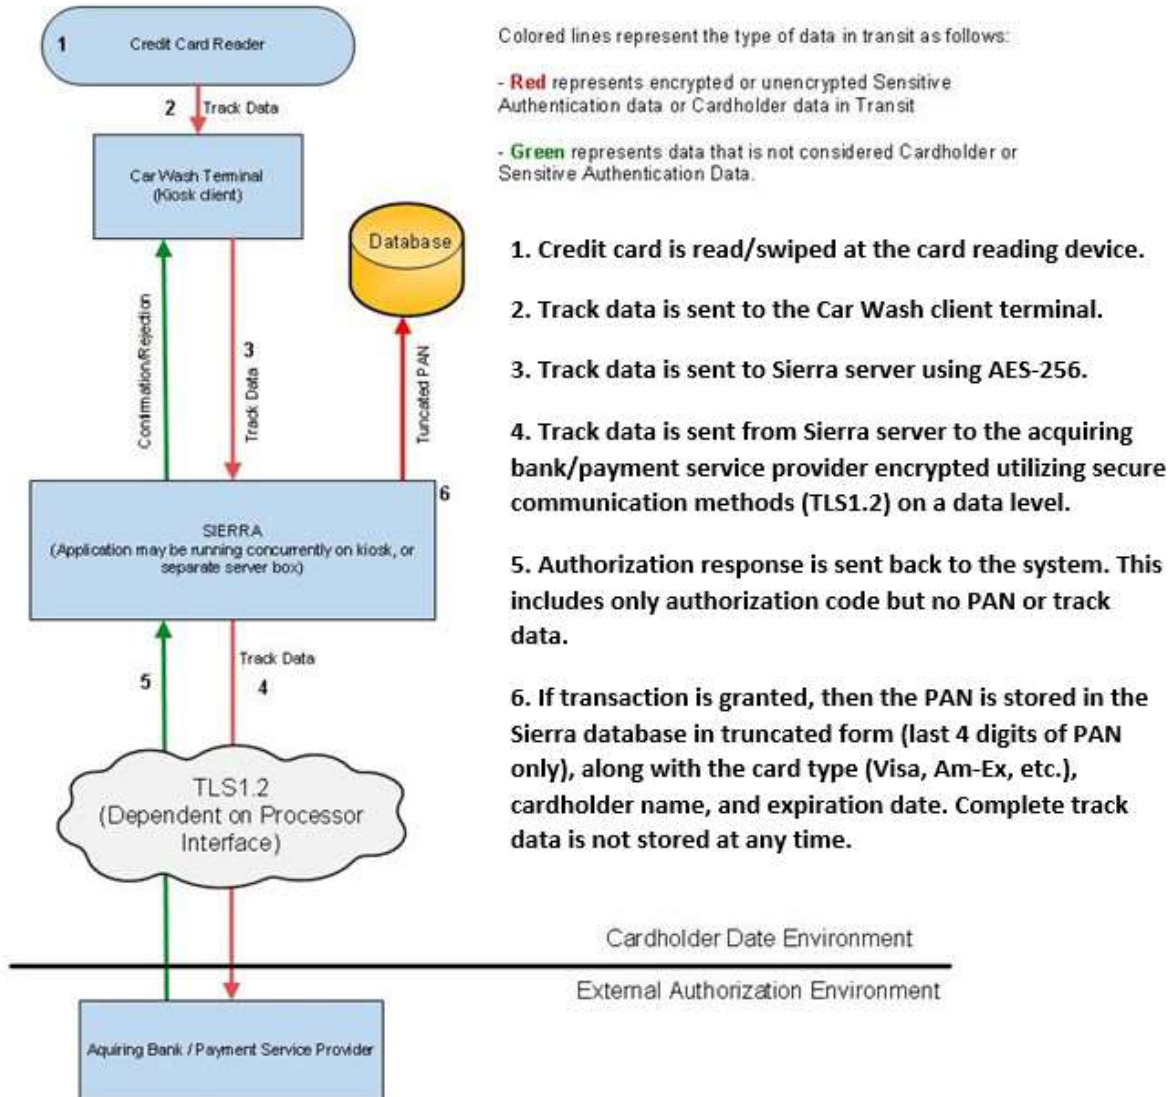 1 Credit Card Reader
2 Track Data
Car Wash Terminal
(Kiosk client)
Database
Confirmation/Rejection
3
Track Data
Tuncated PAN
6
SIERRA
(Application may be running concurrently on kiosk, or
separate server box)
5
Track Data
4
TLS1.2
(Dependent on Processor
Interface)
Aquiring Bank / Payment Service Provider
Colored lines represent the type of data in transit as follows:
- Red represents encrypted or unencrypted Sensitive
Authentication data or Cardholder data in Transit
- Green represents data that is not considered Cardholder or
Sensitive Authentication Data.
1. Credit card is read/swiped at the card reading device.
2. Track data is sent to the Car Wash client terminal.
3. Track data is sent to Sierra server using AES-256.
4. Track data is sent from Sierra server to the acquiring
bank/payment service provider encrypted utilizing secure
communication methods (TLS1.2) on a data level.
5. Authorization response is sent back to the system. This
includes only authorization code but no PAN or track
data.
6. If transaction is granted, then the PAN is stored in the
Sierra database in truncated form (last 4 digits of PAN
only), along with the card type (Visa, Am-Ex, etc.),
cardholder name, and expiration date. Complete track
data is not stored at any time.
Cardholder Date Environment
External Authorization Environment